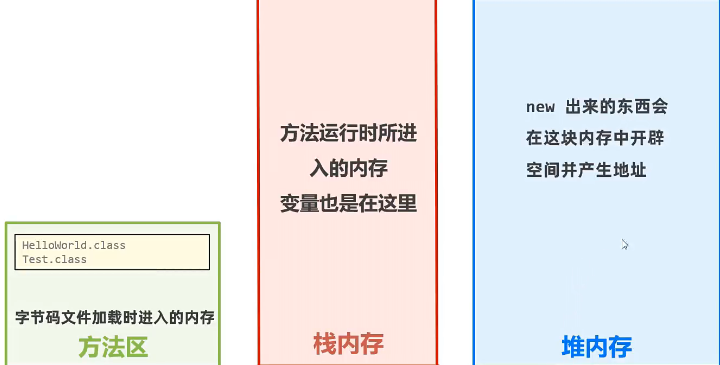 HelloWorld.class
Test.class
字节码文件加载时进入的内存
方法区
方法运行时所进
入的内存
变量也是在这里
栈内存
new 出来的东西会
在这块内存中开辟
空间并产生地址
堆内存